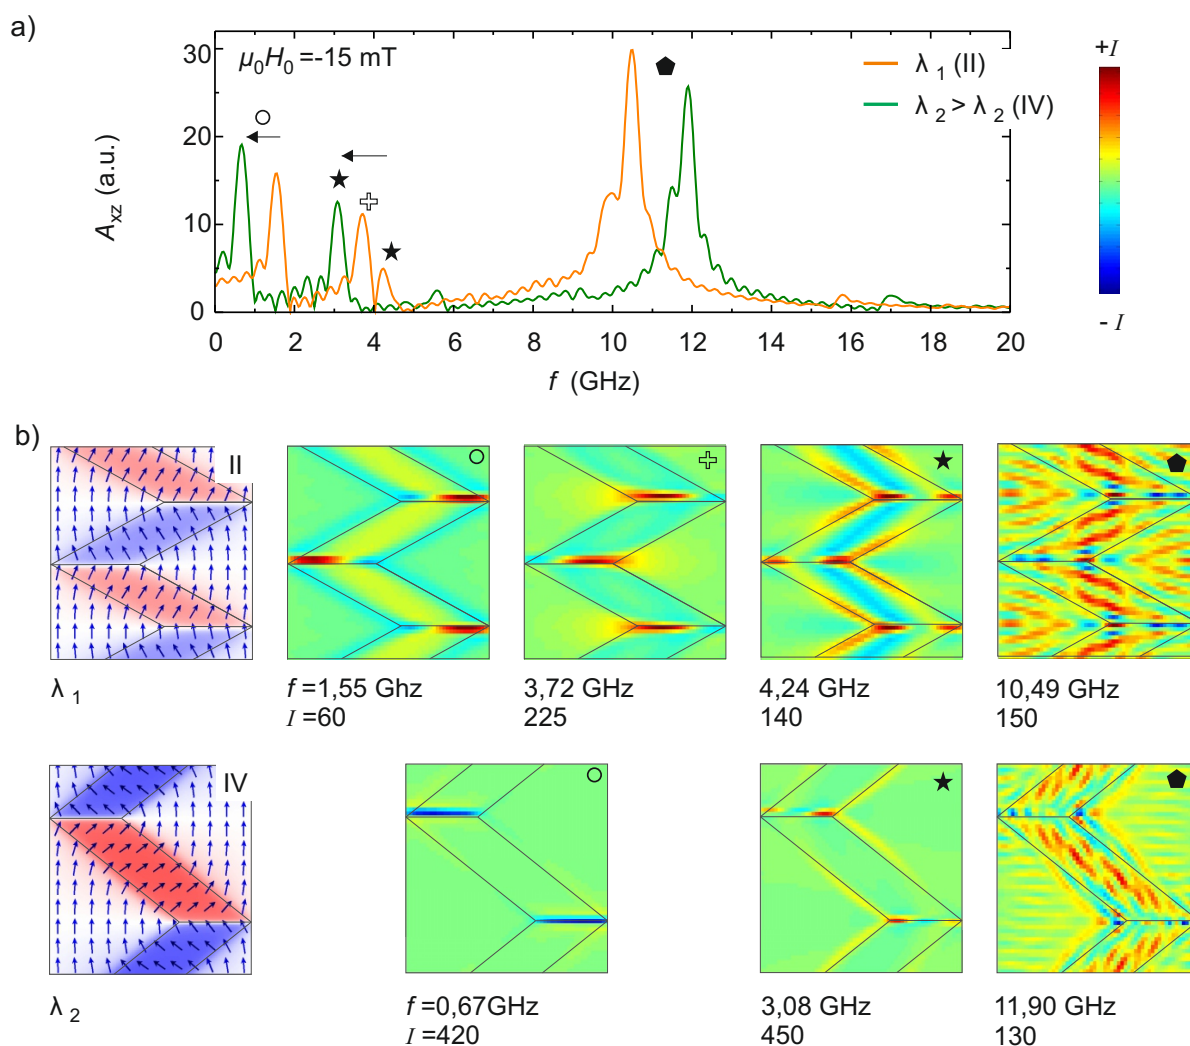 a)
μ₀H₀ =-15 mT
λ ₁ (II)
λ ₂ > λ ₂ (IV)
+I
- I
30
20
10
0
A_xz (a.u.)
0 2 4 6 8 10 12 14 16 18 20
f (GHz)
b)
II
λ ₁
f =1,55 Ghz
I =60
3,72 GHz
225
4,24 GHz
140
10,49 GHz
150
IV
λ ₂
f =0,67GHz
I =420
3,08 GHz
450
11,90 GHz
130